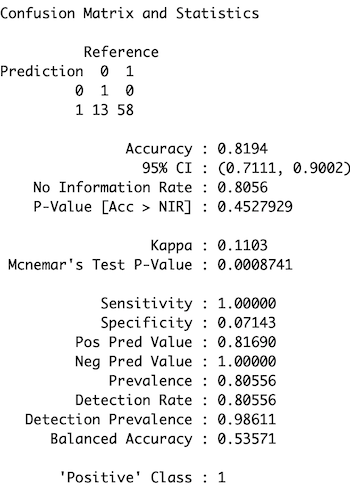 Confusion Matrix and Statistics
Reference
Prediction 0 1
0 1 0
1 13 58
Accuracy : 0.8194
95% CI : (0.7111, 0.9002)
No Information Rate : 0.8056
P-Value [Acc > NIR] : 0.4527929
Kappa : 0.1103
Mcnemar's Test P-Value : 0.0008741
Sensitivity : 1.00000
Specificity : 0.07143
Pos Pred Value : 0.81690
Neg Pred Value : 1.00000
Prevalence : 0.80556
Detection Rate : 0.80556
Detection Prevalence : 0.98611
Balanced Accuracy : 0.53571
'Positive' Class : 1